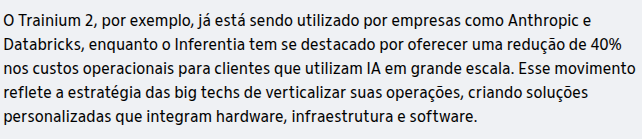 O Trainium 2, por exemplo, já está sendo utilizado por empresas como Anthropic e
Databricks, enquanto o Inferentia tem se destacado por oferecer uma redução de 40%
nos custos operacionais para clientes que utilizam IA em grande escala. Esse movimento
reflete a estratégia das big techs de verticalizar suas operações, criando soluções
personalizadas que integram hardware, infraestrutura e software.